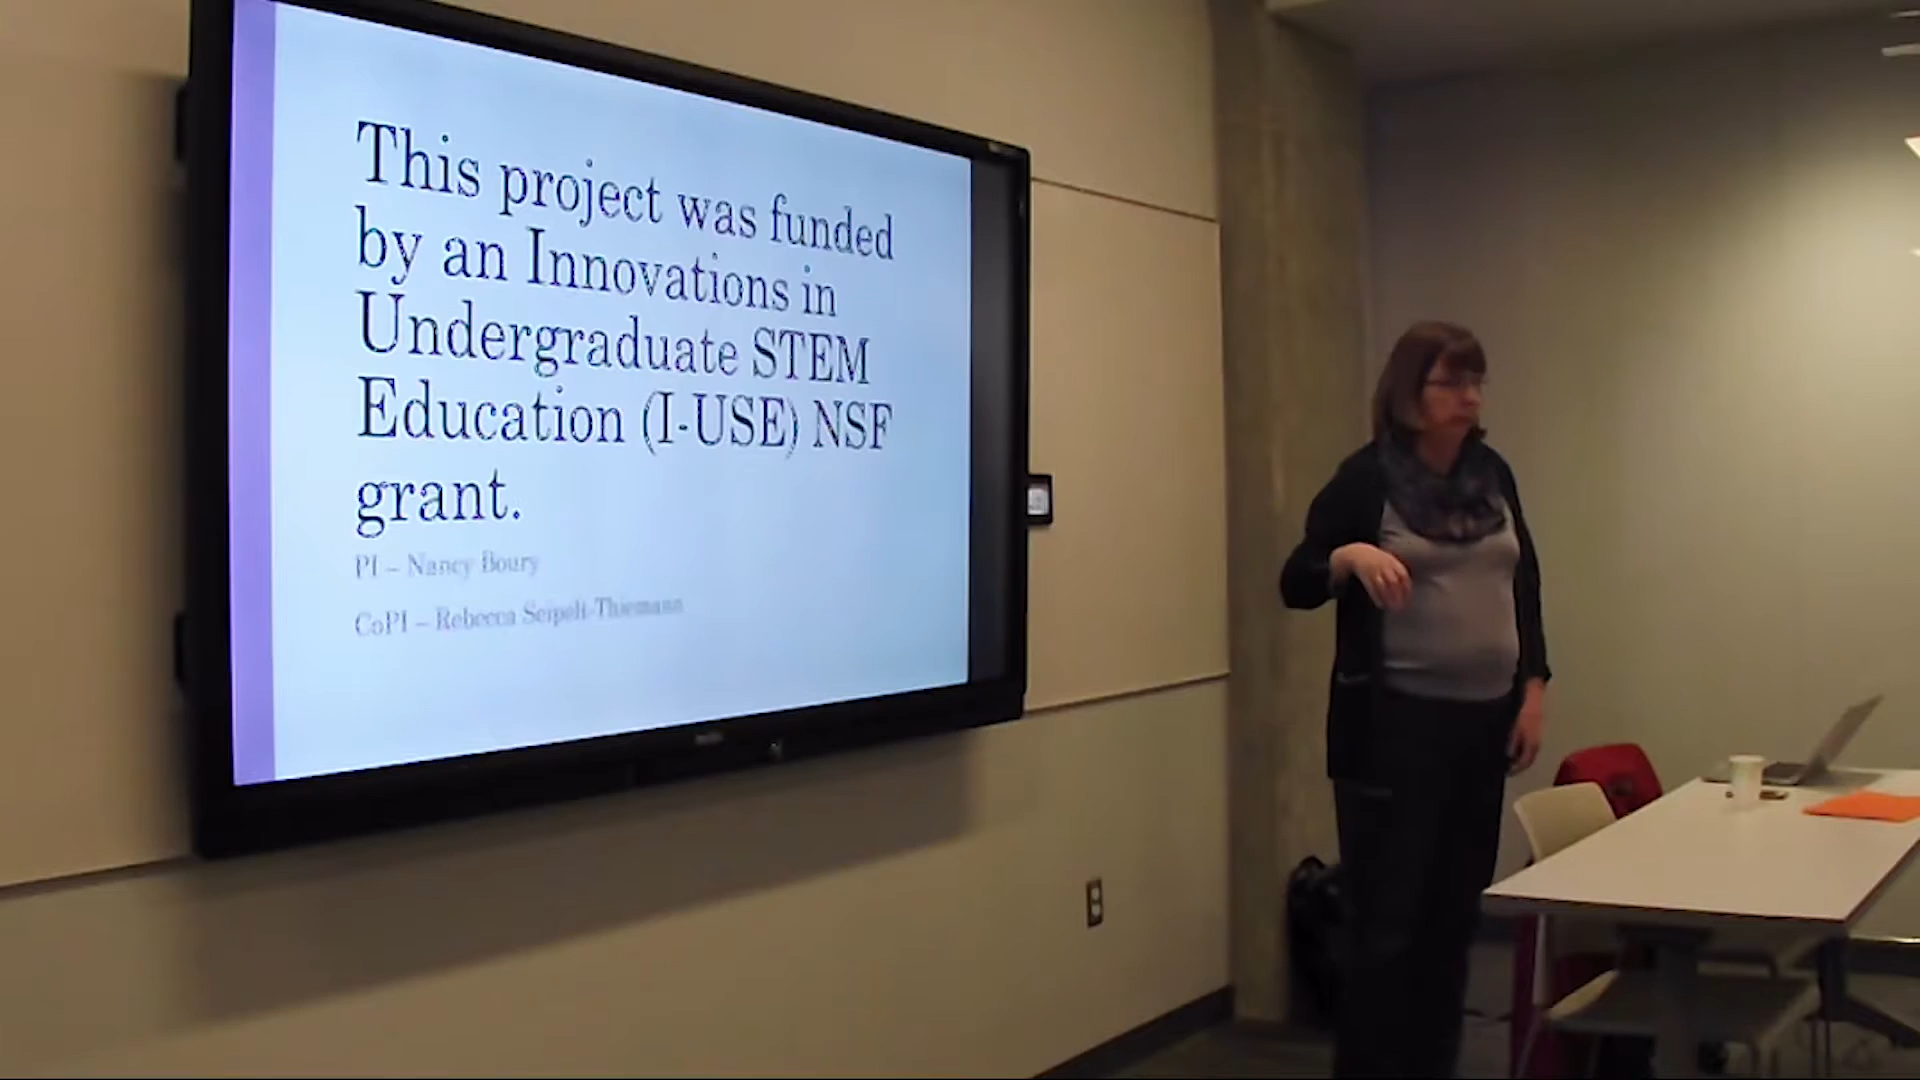 This project was funded
by an Innovations in
Undergraduate STEM
Education (I-USE) NSF
grant.
PI – Nancy Boury
CoPI – Rebecca Seipelt-Thiemann